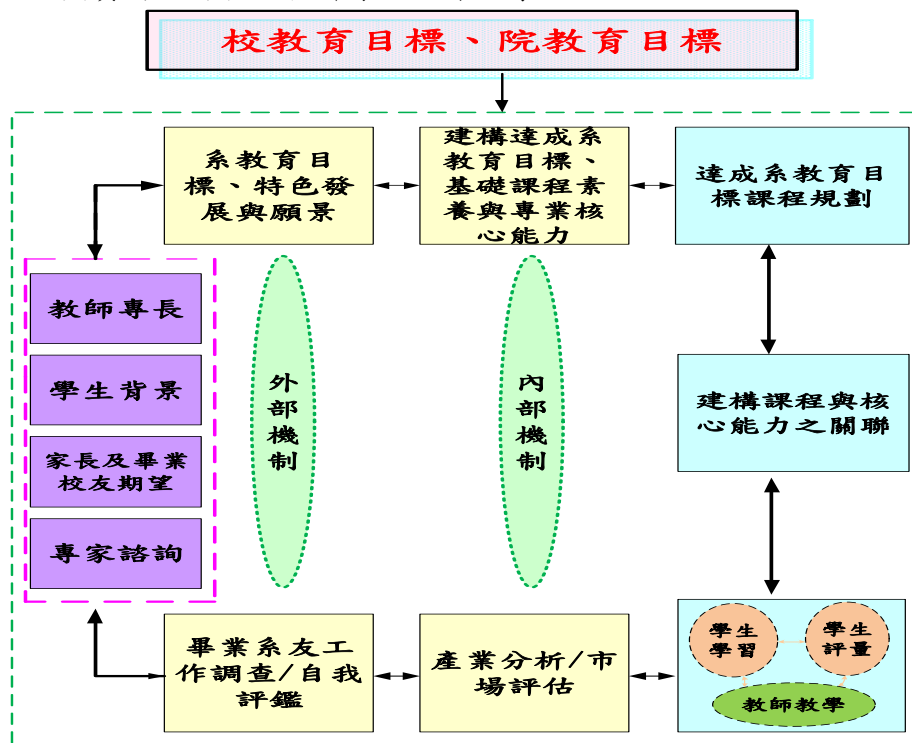 校教育目標、院教育目標
系教育目
標、特色發
展與願景
建構達成系
教育目標、
基礎課程素
養與專業核
心能力
達成系教育目
標課程規劃
教師專長
學生背景
家長及畢業
校友期望
專家諮詢
外部機制
內部機制
建構課程與核
心能力之關聯
畢業系友工
作調查/自我
評鑑
產業分析/市
場評估
學生
學習
學生
評量
教師教學